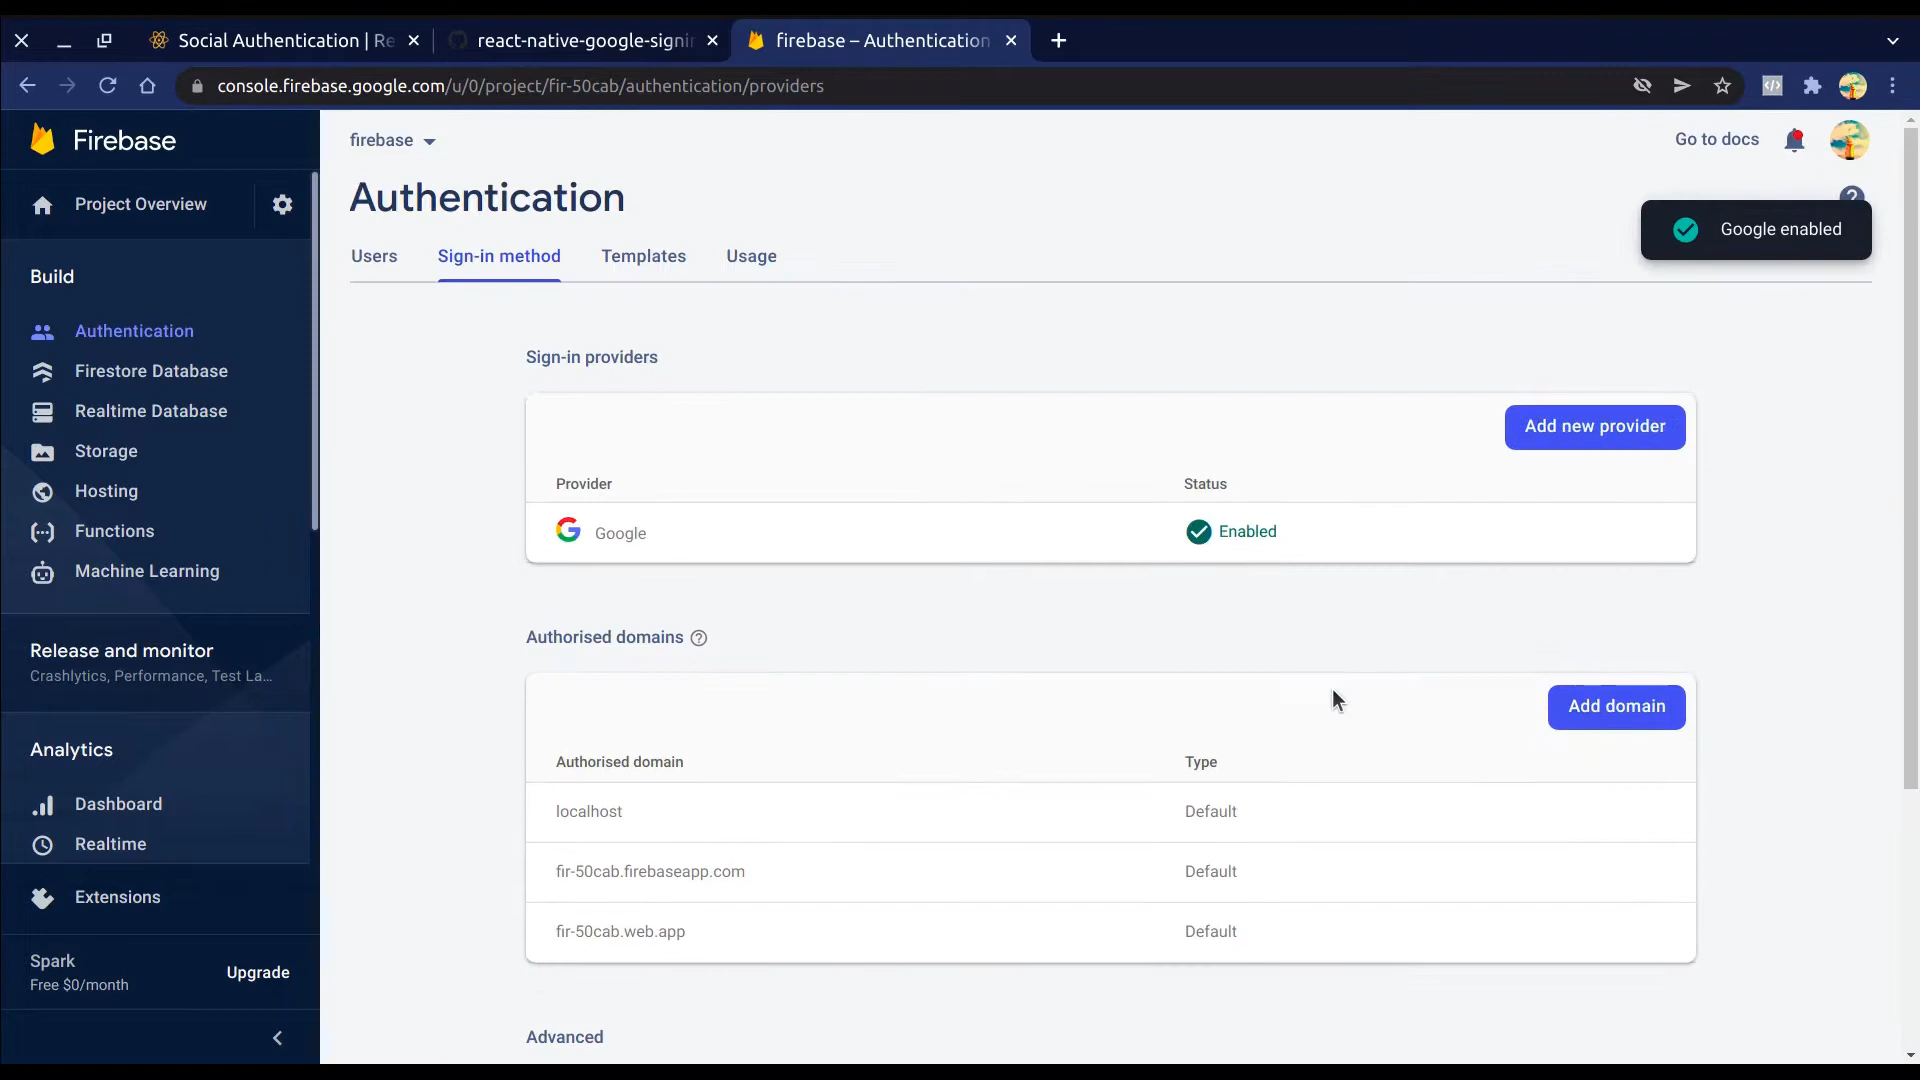 Social Authentication | Re
react-native-google-signin
firebase – Authentication
console.firebase.google.com/u/0/project/fir-50cab/authentication/providers
Firebase
Project Overview
Build
Authentication
Firestore Database
Realtime Database
Storage
Hosting
Functions
Machine Learning
Release and monitor
Crashlytics, Performance, Test La...
Analytics
Dashboard
Realtime
Extensions
Spark
Free $0/month
Upgrade
firebase
Go to docs
Authentication
Google enabled
Users
Sign-in method
Templates
Usage
Sign-in providers
Add new provider
Provider
Status
Google
Enabled
Authorised domains
Add domain
Authorised domain
Type
localhost
Default
fir-50cab.firebaseapp.com
Default
fir-50cab.web.app
Default
Advanced